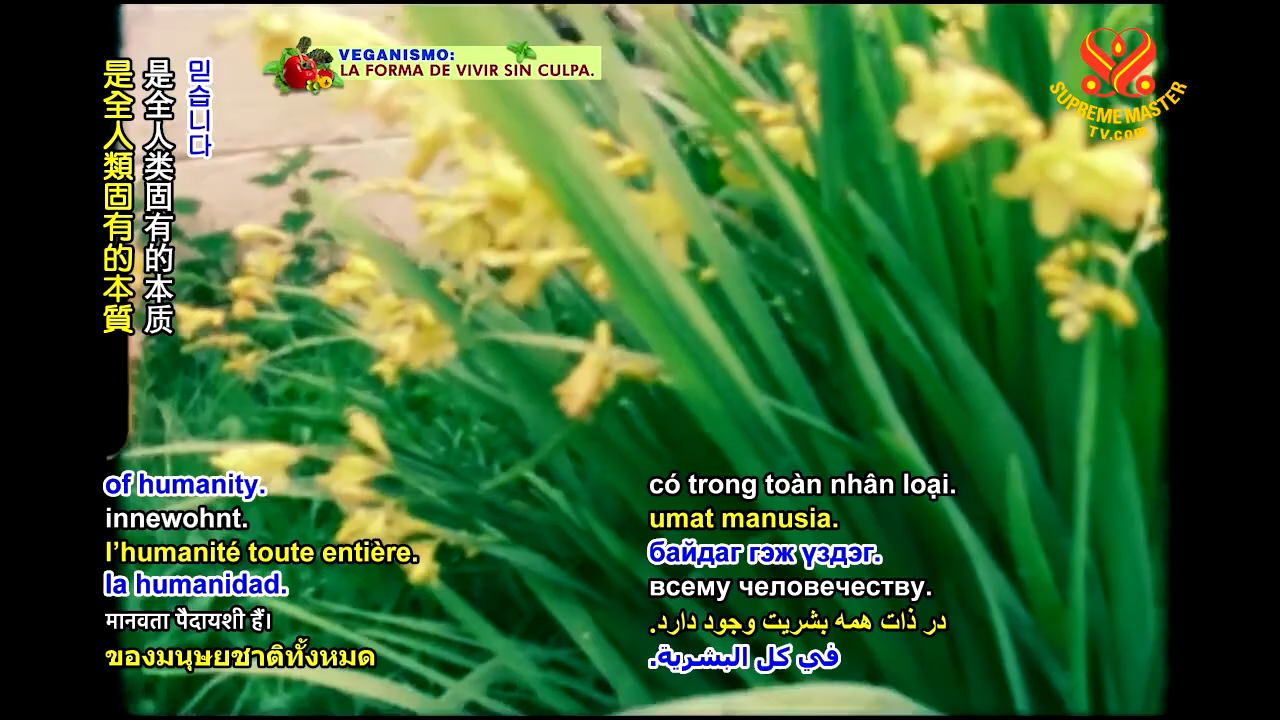 VEGANISMO:
LA FORMA DE VIVIR SIN CULPA.
SUPREME MASTER
TV.com
믿습니다
是全人类固有的本质
是全人類固有的本質
of humanity.
innewohnt.
l’humanité toute entière.
la humanidad.
मानवता पैदायशी हैं।
ของมนุษยชาติทั้งหมด
có trong toàn nhân loại.
umat manusia.
байдаг гэж үздэг.
всему человечеству.
در ذات همه بشریت وجود دارد.
في كل البشرية.